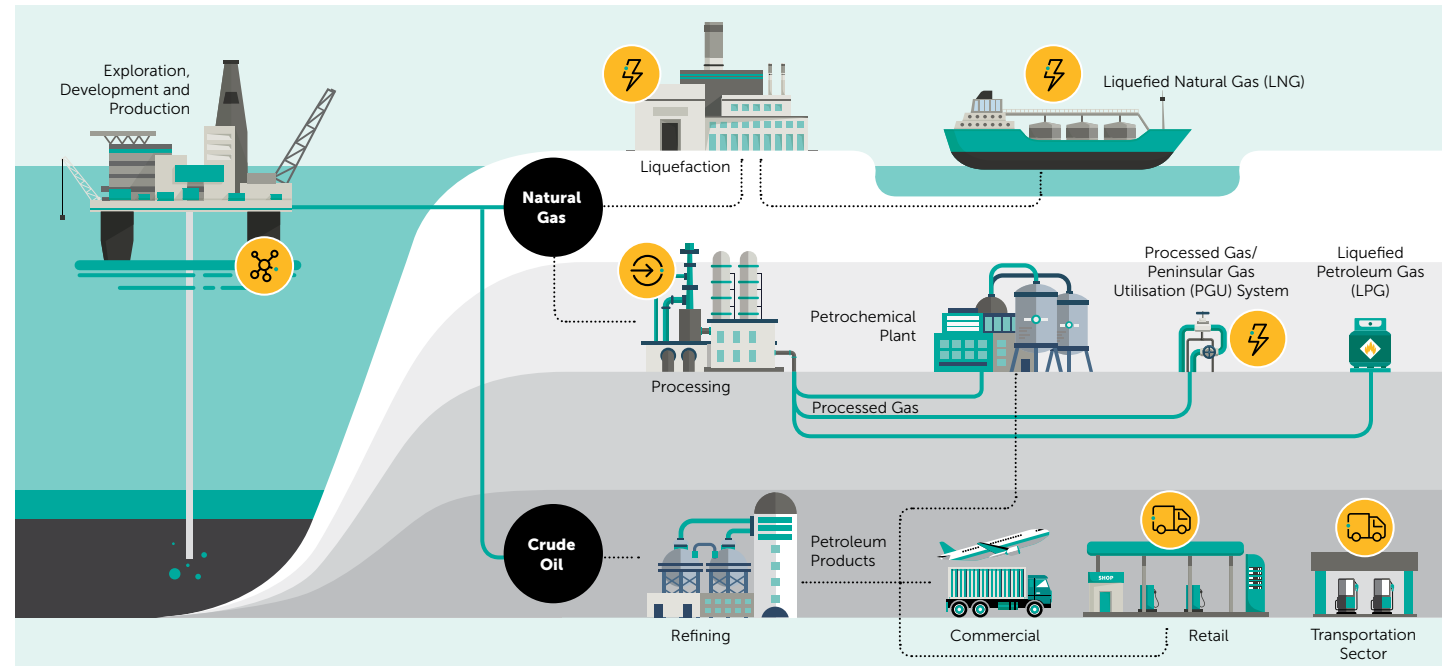 Exploration,
Development and
Production
Liquefied Natural Gas (LNG)
Liquefaction
Natural
Gas
Processed Gas/
Peninsular Gas
Utilisation (PGU) System
Liquefied
Petroleum Gas
(LPG)
Petrochemical
Plant
Processing
Processed Gas
Crude
Oil
Petroleum
Products
SHOP
Refining
Commercial
Retail
Transportation
Sector